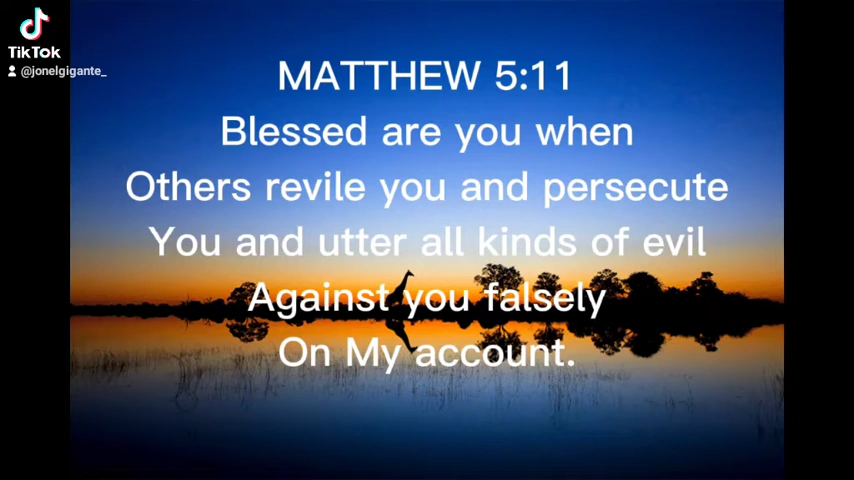 TikTok
@jonelgigante_
MATTHEW 5:11
Blessed are you when
Others revile you and persecute
You and utter all kinds of evil
Against you falsely
On My account.